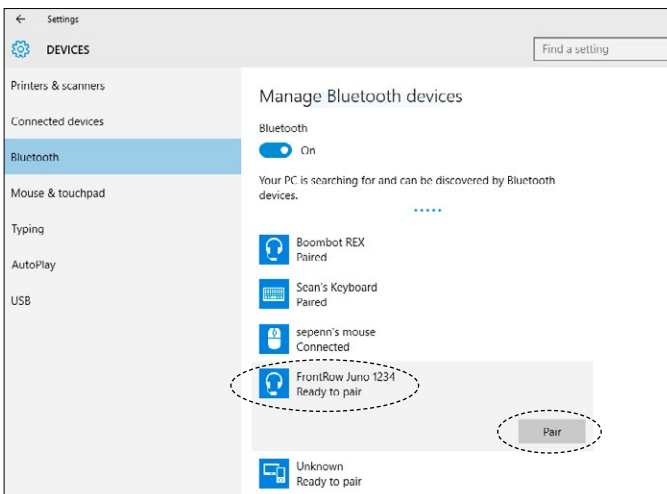 Settings
DEVICES
Find a setting
Printers & scanners
Connected devices
Bluetooth
Mouse & touchpad
Typing
AutoPlay
USB
Manage Bluetooth devices
Bluetooth
On
Your PC is searching for and can be discovered by Bluetooth
devices.
Boombot REX
Paired
Sean's Keyboard
Paired
sepenn's mouse
Connected
FrontRow Juno 1234
Ready to pair
Pair
Unknown
Ready to pair